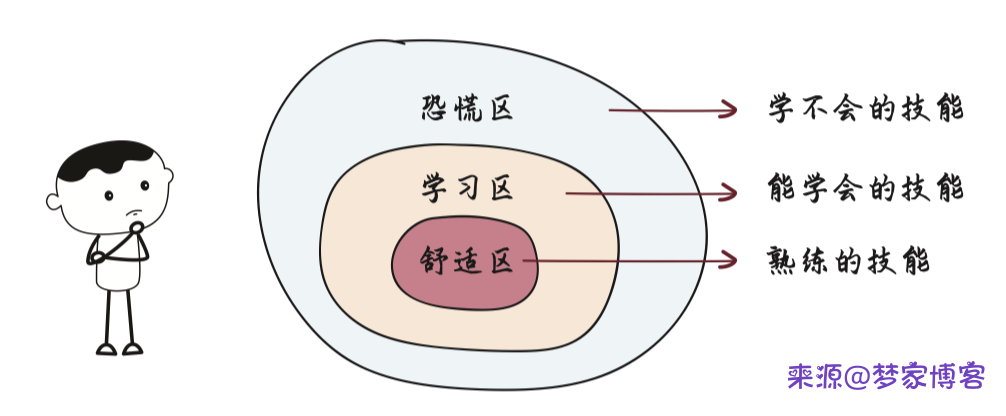 恐慌区
学不会的技能
学习区
能学会的技能
舒适区
熟练的技能
来源@梦家博客